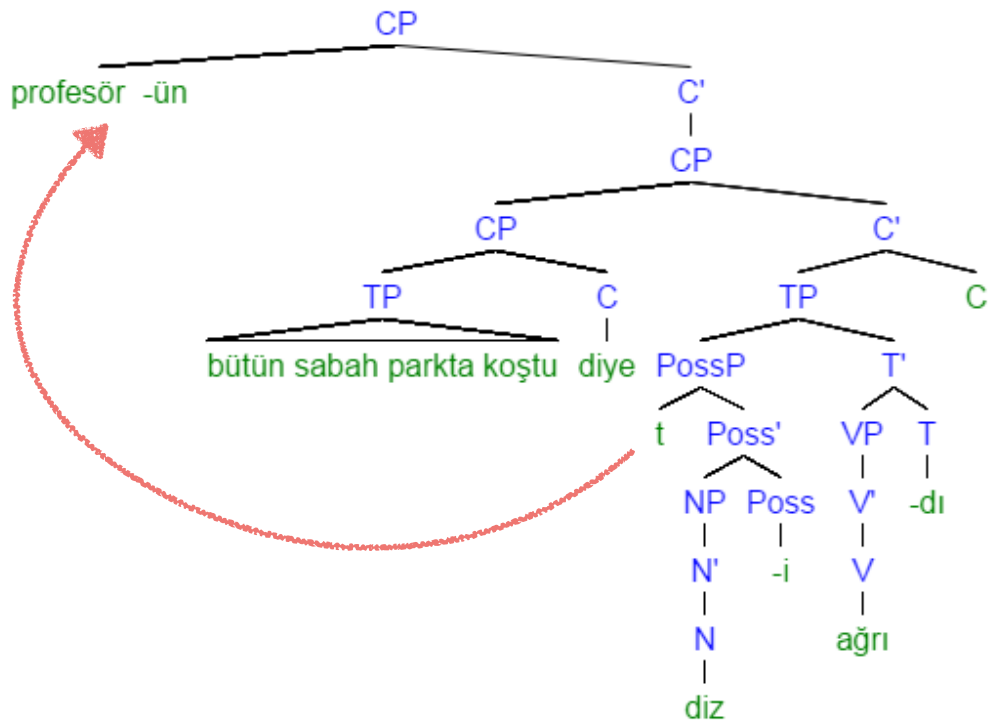 CP
profesör -ün C'
CP
CP C'
TP C TP C
bütün sabah parkta koştu diye PossP T'
t Poss' VP T
NP Poss V' -dı
N' -i V
N ağrı
diz